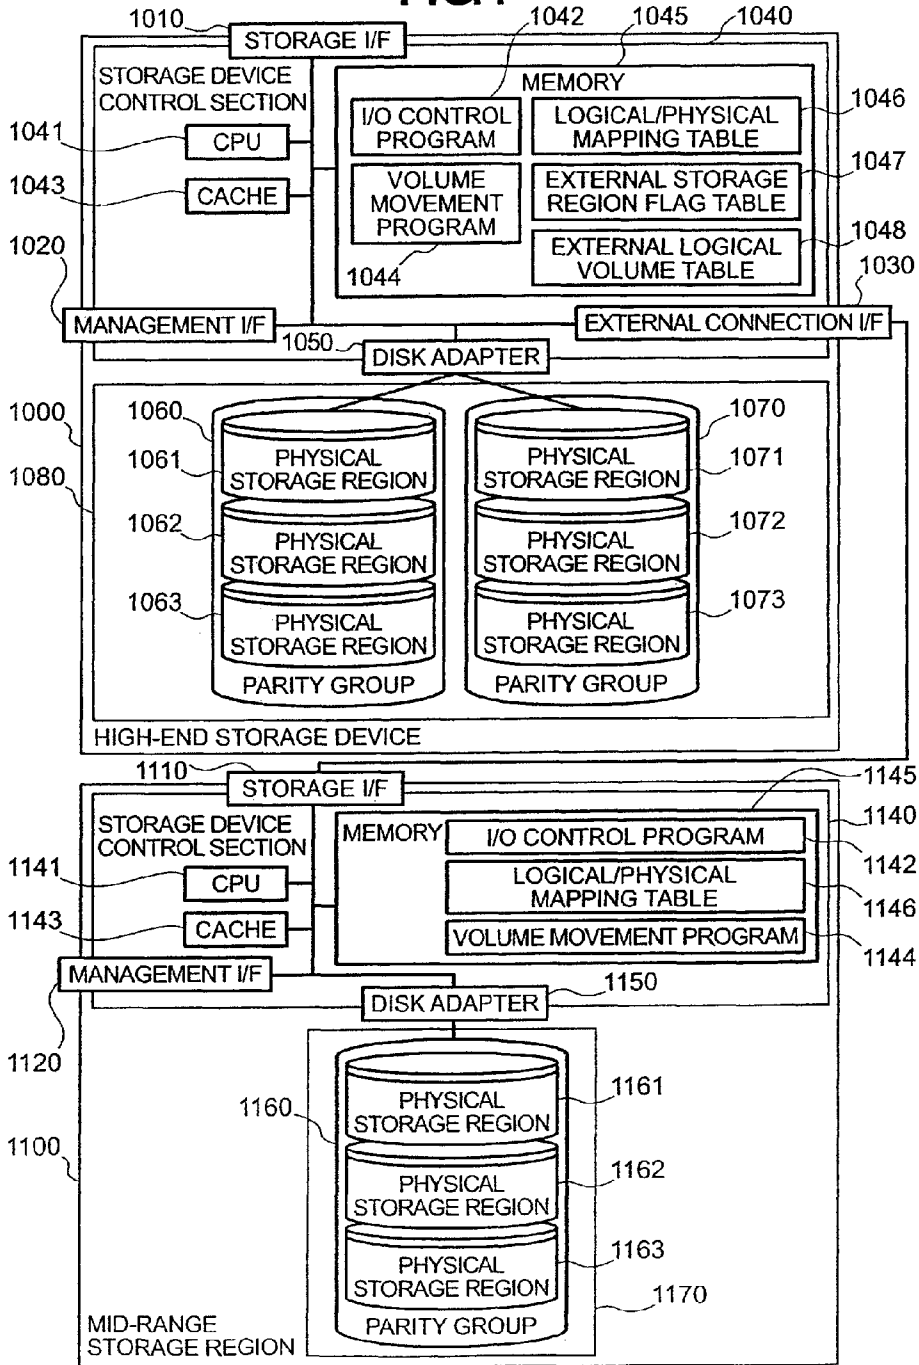 1010
STORAGE I/F
1042
1045
1040
STORAGE DEVICE
CONTROL SECTION
MEMORY
1041
CPU
I/O CONTROL
PROGRAM
LOGICAL/PHYSICAL
MAPPING TABLE
1046
1043
CACHE
VOLUME
MOVEMENT
PROGRAM
EXTERNAL STORAGE
REGION FLAG TABLE
1047
1020
1044
EXTERNAL LOGICAL
VOLUME TABLE
1048
1030
MANAGEMENT I/F
EXTERNAL CONNECTION I/F
1050
DISK ADAPTER
1000
1080
1060
1061
PHYSICAL
STORAGE REGION
1062
PHYSICAL
STORAGE REGION
1063
PHYSICAL
STORAGE REGION
PARITY GROUP
1070
1071
PHYSICAL
STORAGE REGION
1072
PHYSICAL
STORAGE REGION
1073
PHYSICAL
STORAGE REGION
PARITY GROUP
HIGH-END STORAGE DEVICE
1110
STORAGE I/F
1145
STORAGE DEVICE
CONTROL SECTION
MEMORY
1140
1141
CPU
I/O CONTROL PROGRAM
1142
1143
CACHE
LOGICAL/PHYSICAL
MAPPING TABLE
1146
VOLUME MOVEMENT PROGRAM
1144
MANAGEMENT I/F
1120
DISK ADAPTER
1150
1100
1160
PHYSICAL
STORAGE REGION
1161
PHYSICAL
STORAGE REGION
1162
PHYSICAL
STORAGE REGION
1163
PARITY GROUP
1170
MID-RANGE
STORAGE REGION